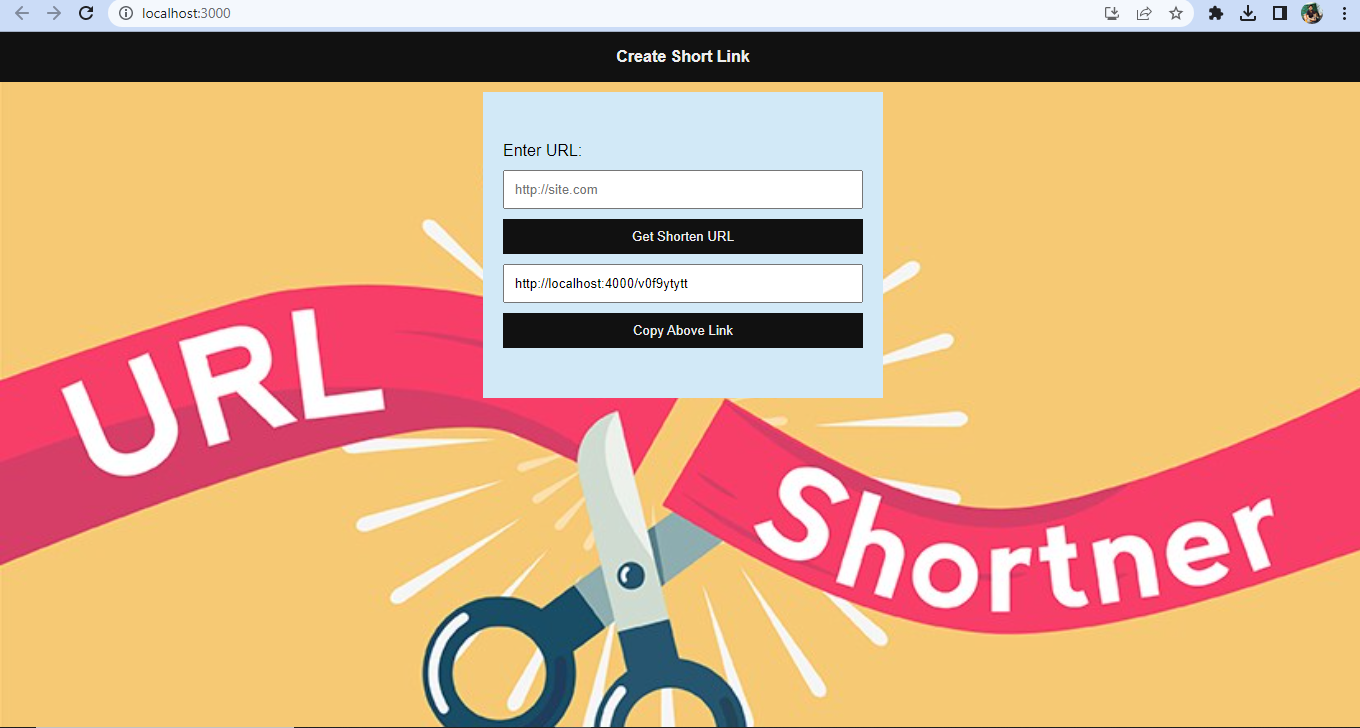 localhost:3000
Create Short Link
Enter URL:
http://site.com
Get Shorten URL
http://localhost:4000/v0f9ytytt
Copy Above Link
URL
Shortner